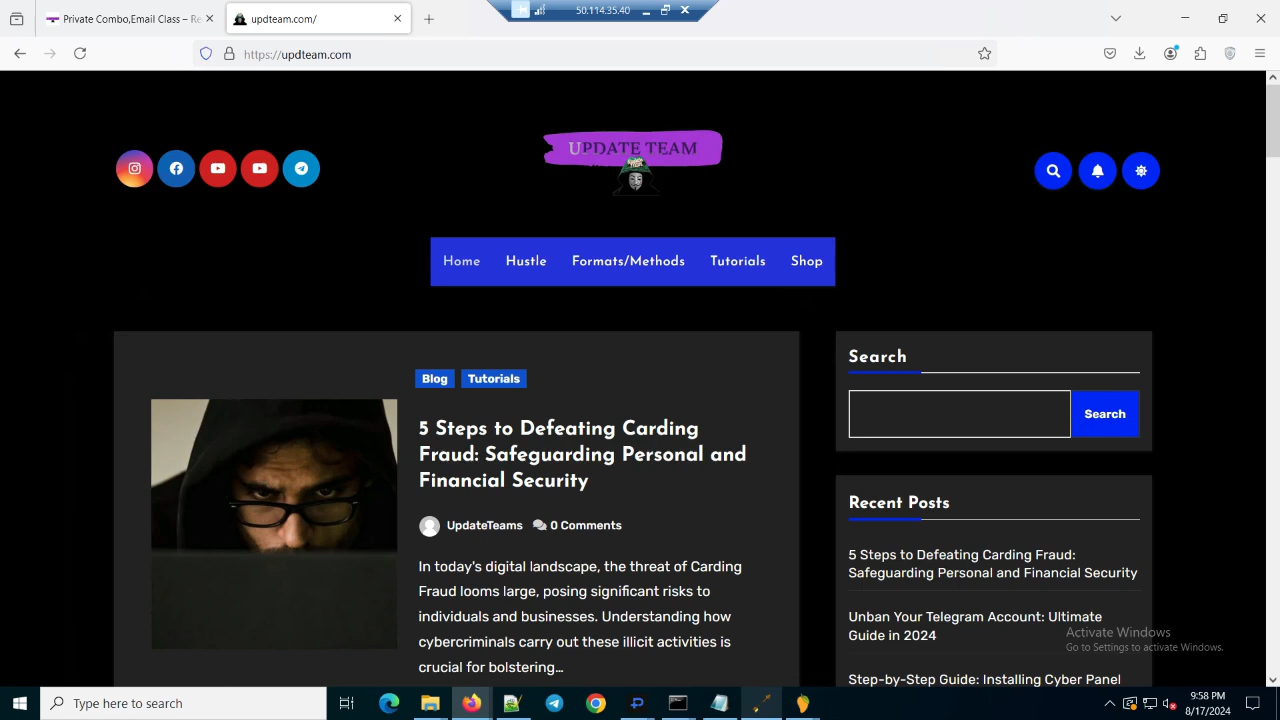 Private Combo,Email Class – Re
updteam.com/
50.114.35.40
https://updteam.com
UPDATE TEAM
Home
Hustle
Formats/Methods
Tutorials
Shop
Blog
Tutorials
5 Steps to Defeating Carding
Fraud: Safeguarding Personal and
Financial Security
UpdateTeams
0 Comments
In today's digital landscape, the threat of Carding
Fraud looms large, posing significant risks to
individuals and businesses. Understanding how
cybercriminals carry out these illicit activities is
crucial for bolstering...
Search
Search
Recent Posts
5 Steps to Defeating Carding Fraud:
Safeguarding Personal and Financial Security
Unban Your Telegram Account: Ultimate
Guide in 2024
Step-by-Step Guide: Installing Cyber Panel
Activate Windows
Go to Settings to activate Windows.
Type here to search
9:58 PM
8/17/2024